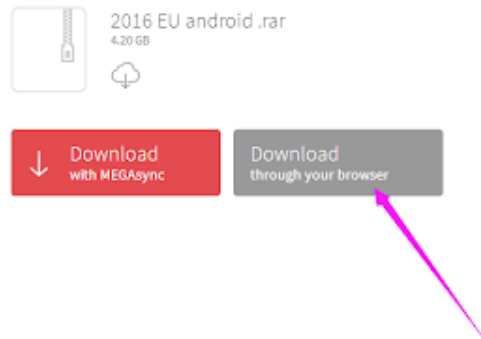 2016 EU android .rar
4.20 GB
Download
with MEGAsync
Download
through your browser